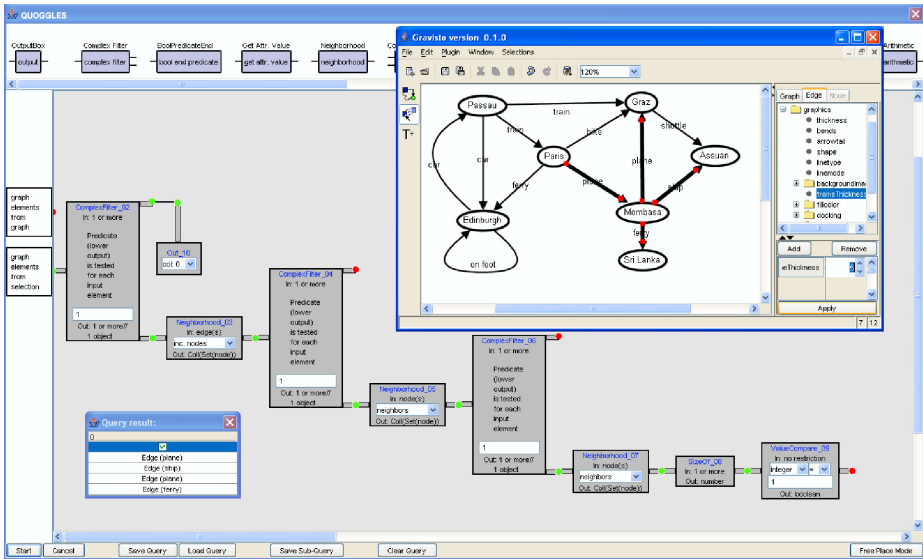 QUOGGLES
OutputBox
output
Complex Filter
complex filter
BoolPredicateEnd
bool end predicate
Get Attr. Value
get attr. value
Neighborhood
neighborhood
Arithmetic
arithmetic
Gravisto version 0.1.0
File Edit Plugin Window Selections
120%
Graph Edge Node
graphics
thickness
bends
arrowtail
shape
linetype
linemode
frameThickness
fillcolor
docking
Add Remove
eThickness
Apply
7 12
Passau
Graz
train
train
bike
shuttle
Paris
Assuan
car
car
plane
plane
ship
ferry
Edinburgh
Mombasa
ferry
Sri Lanka
on foot
graph
elements
from
graph
graph
elements
from
selection
ComplexFilter_02
In: 1 or more
Predicate
(lower
output)
is tested
for each
input
element
1
Out: 1 or more//
1 object
Out_10
col: 0
Neighborhood_03
In: edge(s)
inc. nodes
Out: Coll(Set(node))
ComplexFilter_04
In: 1 or more
Predicate
(lower
output)
is tested
for each
input
element
1
Out: 1 or more//
1 object
Neighborhood_05
In: node(s)
neighbors
Out: Coll(Set(node))
ComplexFilter_06
In: 1 or more
Predicate
(lower
output)
is tested
for each
input
element
1
Out: 1 or more//
1 object
Neighborhood_07
In: node(s)
neighbors
Out: Coll(Set(node))
SizeOf_08
In: 1 or more
Out: number
ValueCompare_09
In: no restriction
integer =
1
Out: boolean
Query result:
0
Edge (plane)
Edge (ship)
Edge (plane)
Edge (ferry)
Start Cancel Save Query Load Query Save Sub-Query Clear Query Free Place Mode